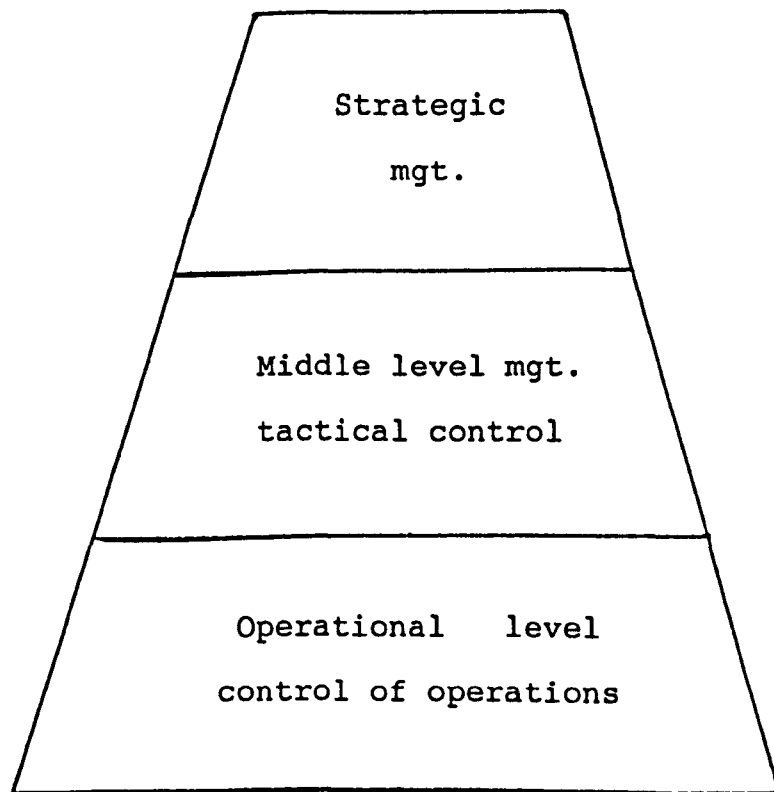 Strategic
mgt.
Middle level mgt.
tactical control
Operational level
control of operations